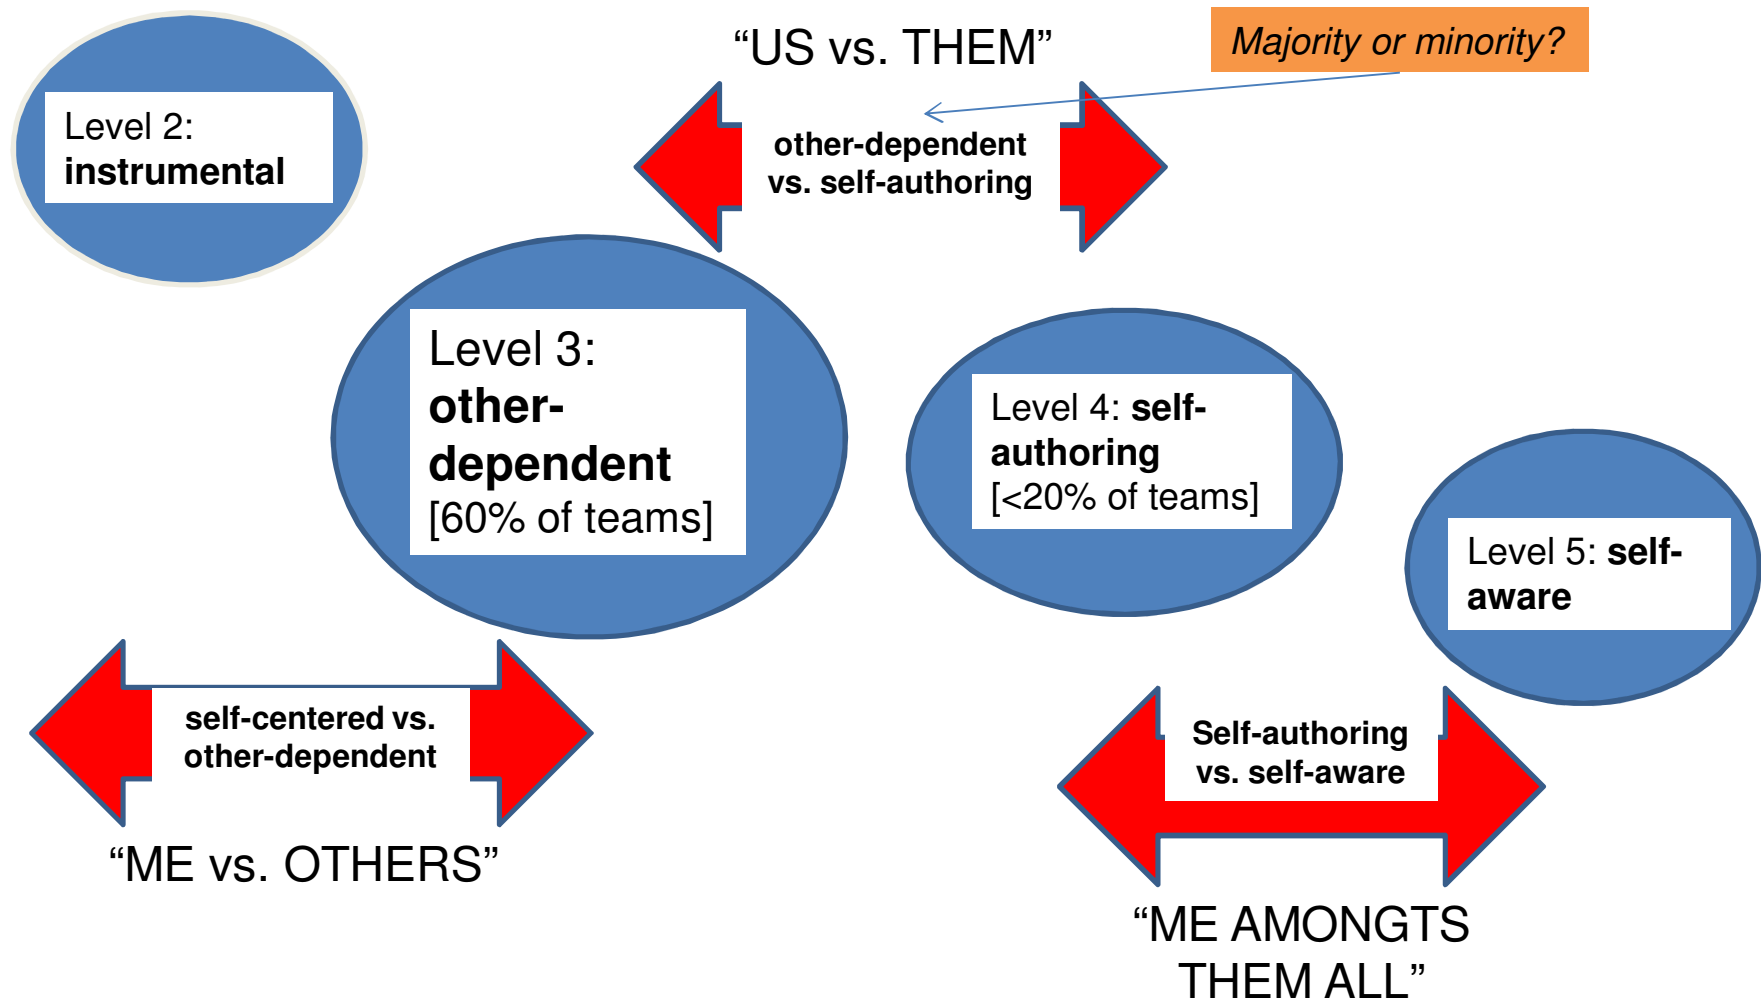 “US vs. THEM”
Majority or minority?
Level 2:
instrumental
other-dependent
vs. self-authoring
Level 3:
other-
dependent
[60% of teams]
Level 4: self-
authoring
[<20% of teams]
Level 5: self-
aware
self-centered vs.
other-dependent
“ME vs. OTHERS”
Self-authoring
vs. self-aware
“ME AMONGTS
THEM ALL”